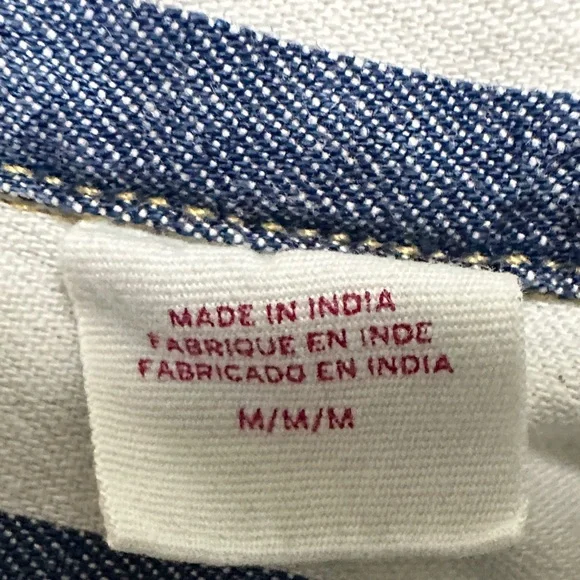 MADE IN INDIA
FABRIQUE EN INDE
FABRICADO EN INDIA
M/M/M